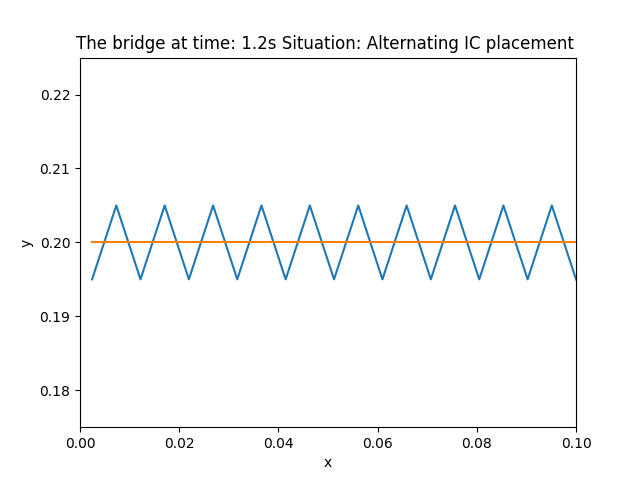 The bridge at time: 1.2s Situation: Alternating IC placement
0.22
0.21
0.20
0.19
0.18
y
0.00 0.02 0.04 0.06 0.08 0.10
x